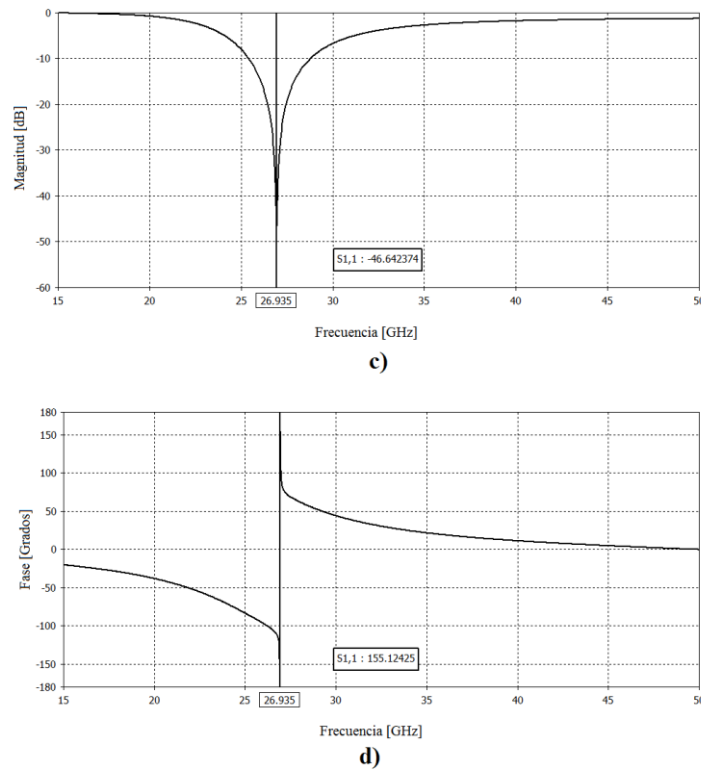 0
-10
-20
-30
-40
-50
-60
Magnitud [dB]
S1,1 : -46.642374
15 20 25 26.935 30 35 40 45 50
Frecuencia [GHz]
c)
180
150
100
50
0
-50
-100
-150
-180
Fase [Grados]
S1,1 : 155.12425
15 20 25 26.935 30 35 40 45 50
Frecuencia [GHz]
d)